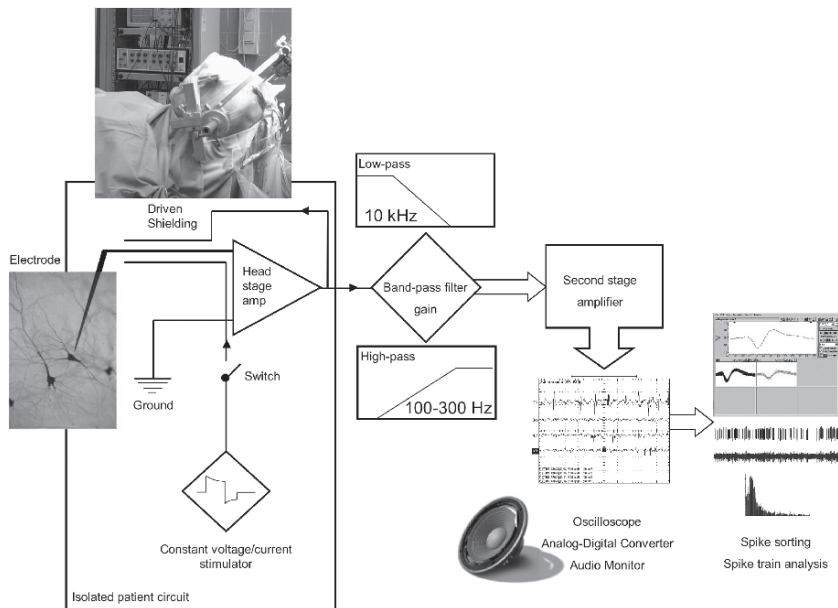 Low-pass
10 kHz
Driven
Shielding
Electrode
Head
stage
amp
Band-pass filter
gain
Second stage
amplifier
High-pass
100-300 Hz
Switch
Ground
Constant voltage/current
stimulator
Oscilloscope
Analog-Digital Converter
Audio Monitor
Spike sorting
Spike train analysis
Isolated patient circuit